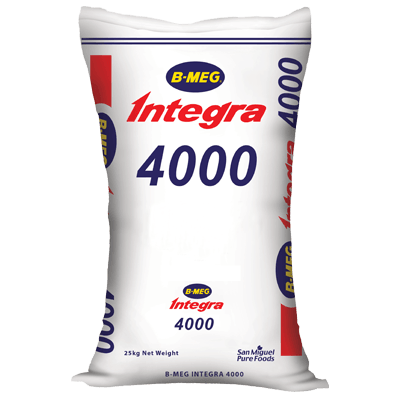 B-MEG
Integra
4000
B-MEG
Integra
4000
25kg Net Weight
San Miguel
Pure Foods
B-MEG INTEGRA 4000
B-MEG Integra 4000
B-MEG
4000